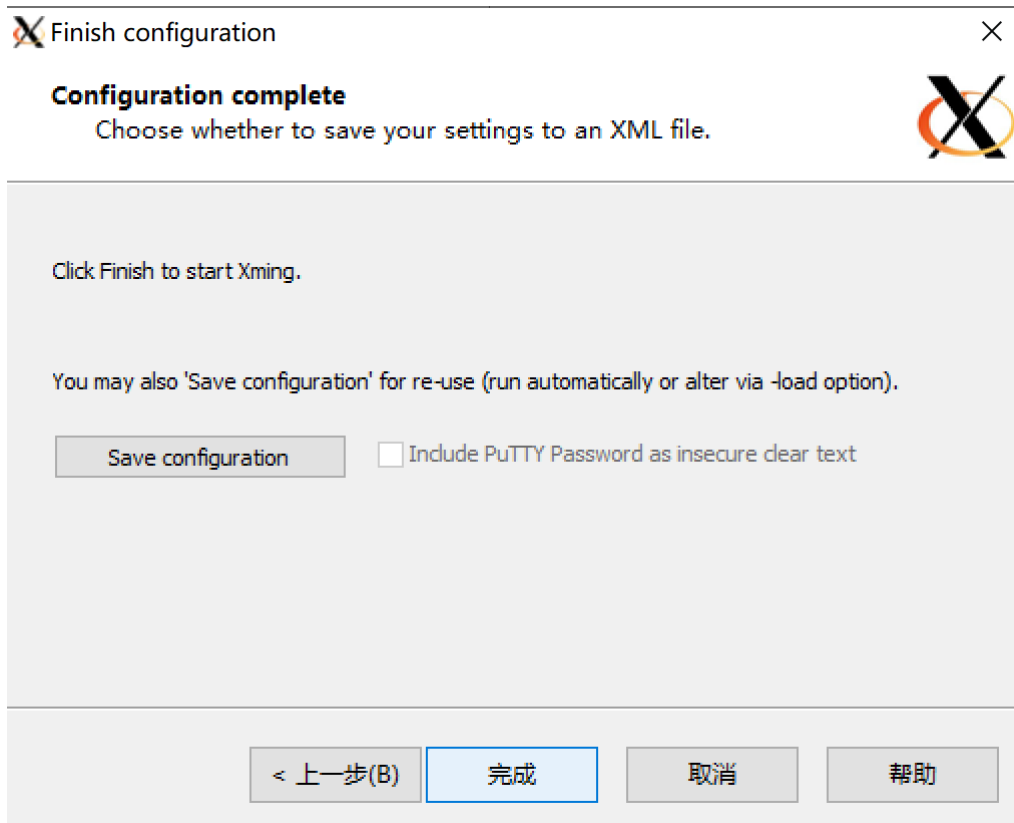 Finish configuration
Configuration complete
Choose whether to save your settings to an XML file.
Click Finish to start Xming.
You may also 'Save configuration' for re-use (run automatically or alter via -load option).
Save configuration
Include PuTTY Password as insecure clear text
< 上一步(B)
完成
取消
帮助